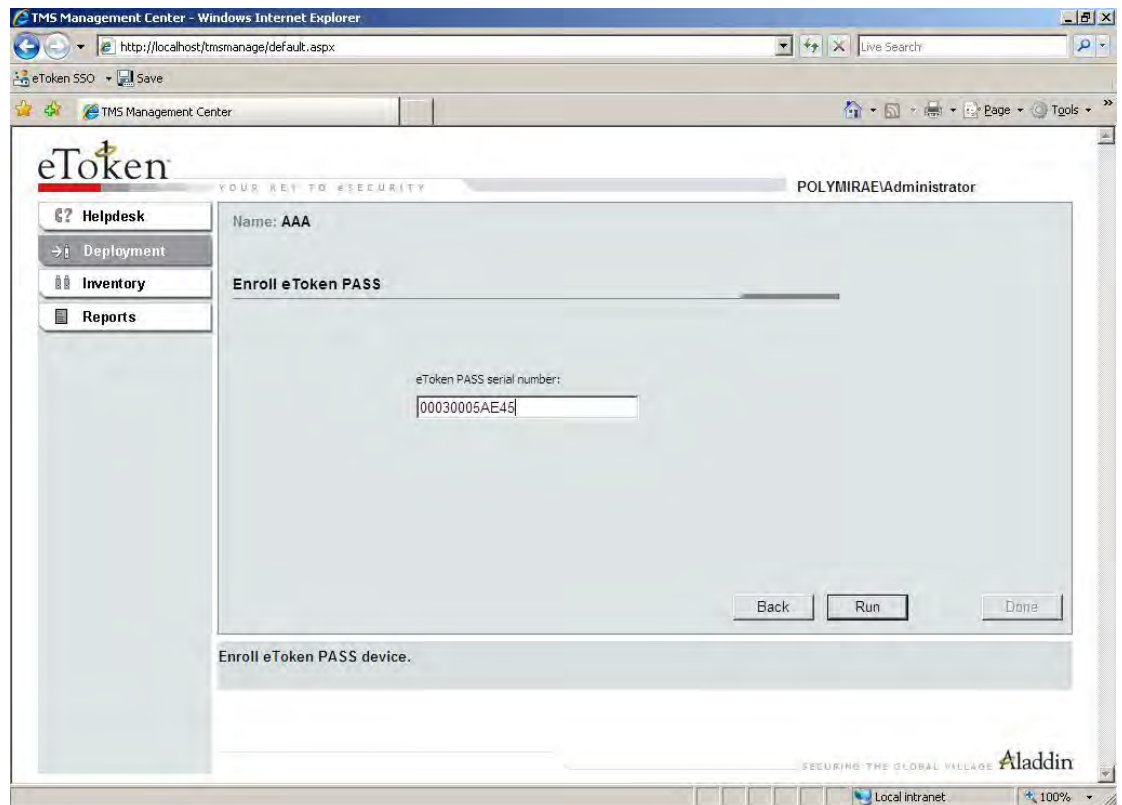 TMS Management Center - Windows Internet Explorer
http://localhost/tmsmanage/default.aspx
Live Search
eToken SSO
Save
TMS Management Center
Page
Tools
»
eToken
YOUR KEY TO eSECURITY
POLYMIRAE\Administrator
Helpdesk
Deployment
Inventory
Reports
Name: AAA
Enroll eToken PASS
eToken PASS serial number:
00030005AE45
Back
Run
Done
Enroll eToken PASS device.
SECURING THE GLOBAL VILLAGE
Aladdin
Local intranet
100%